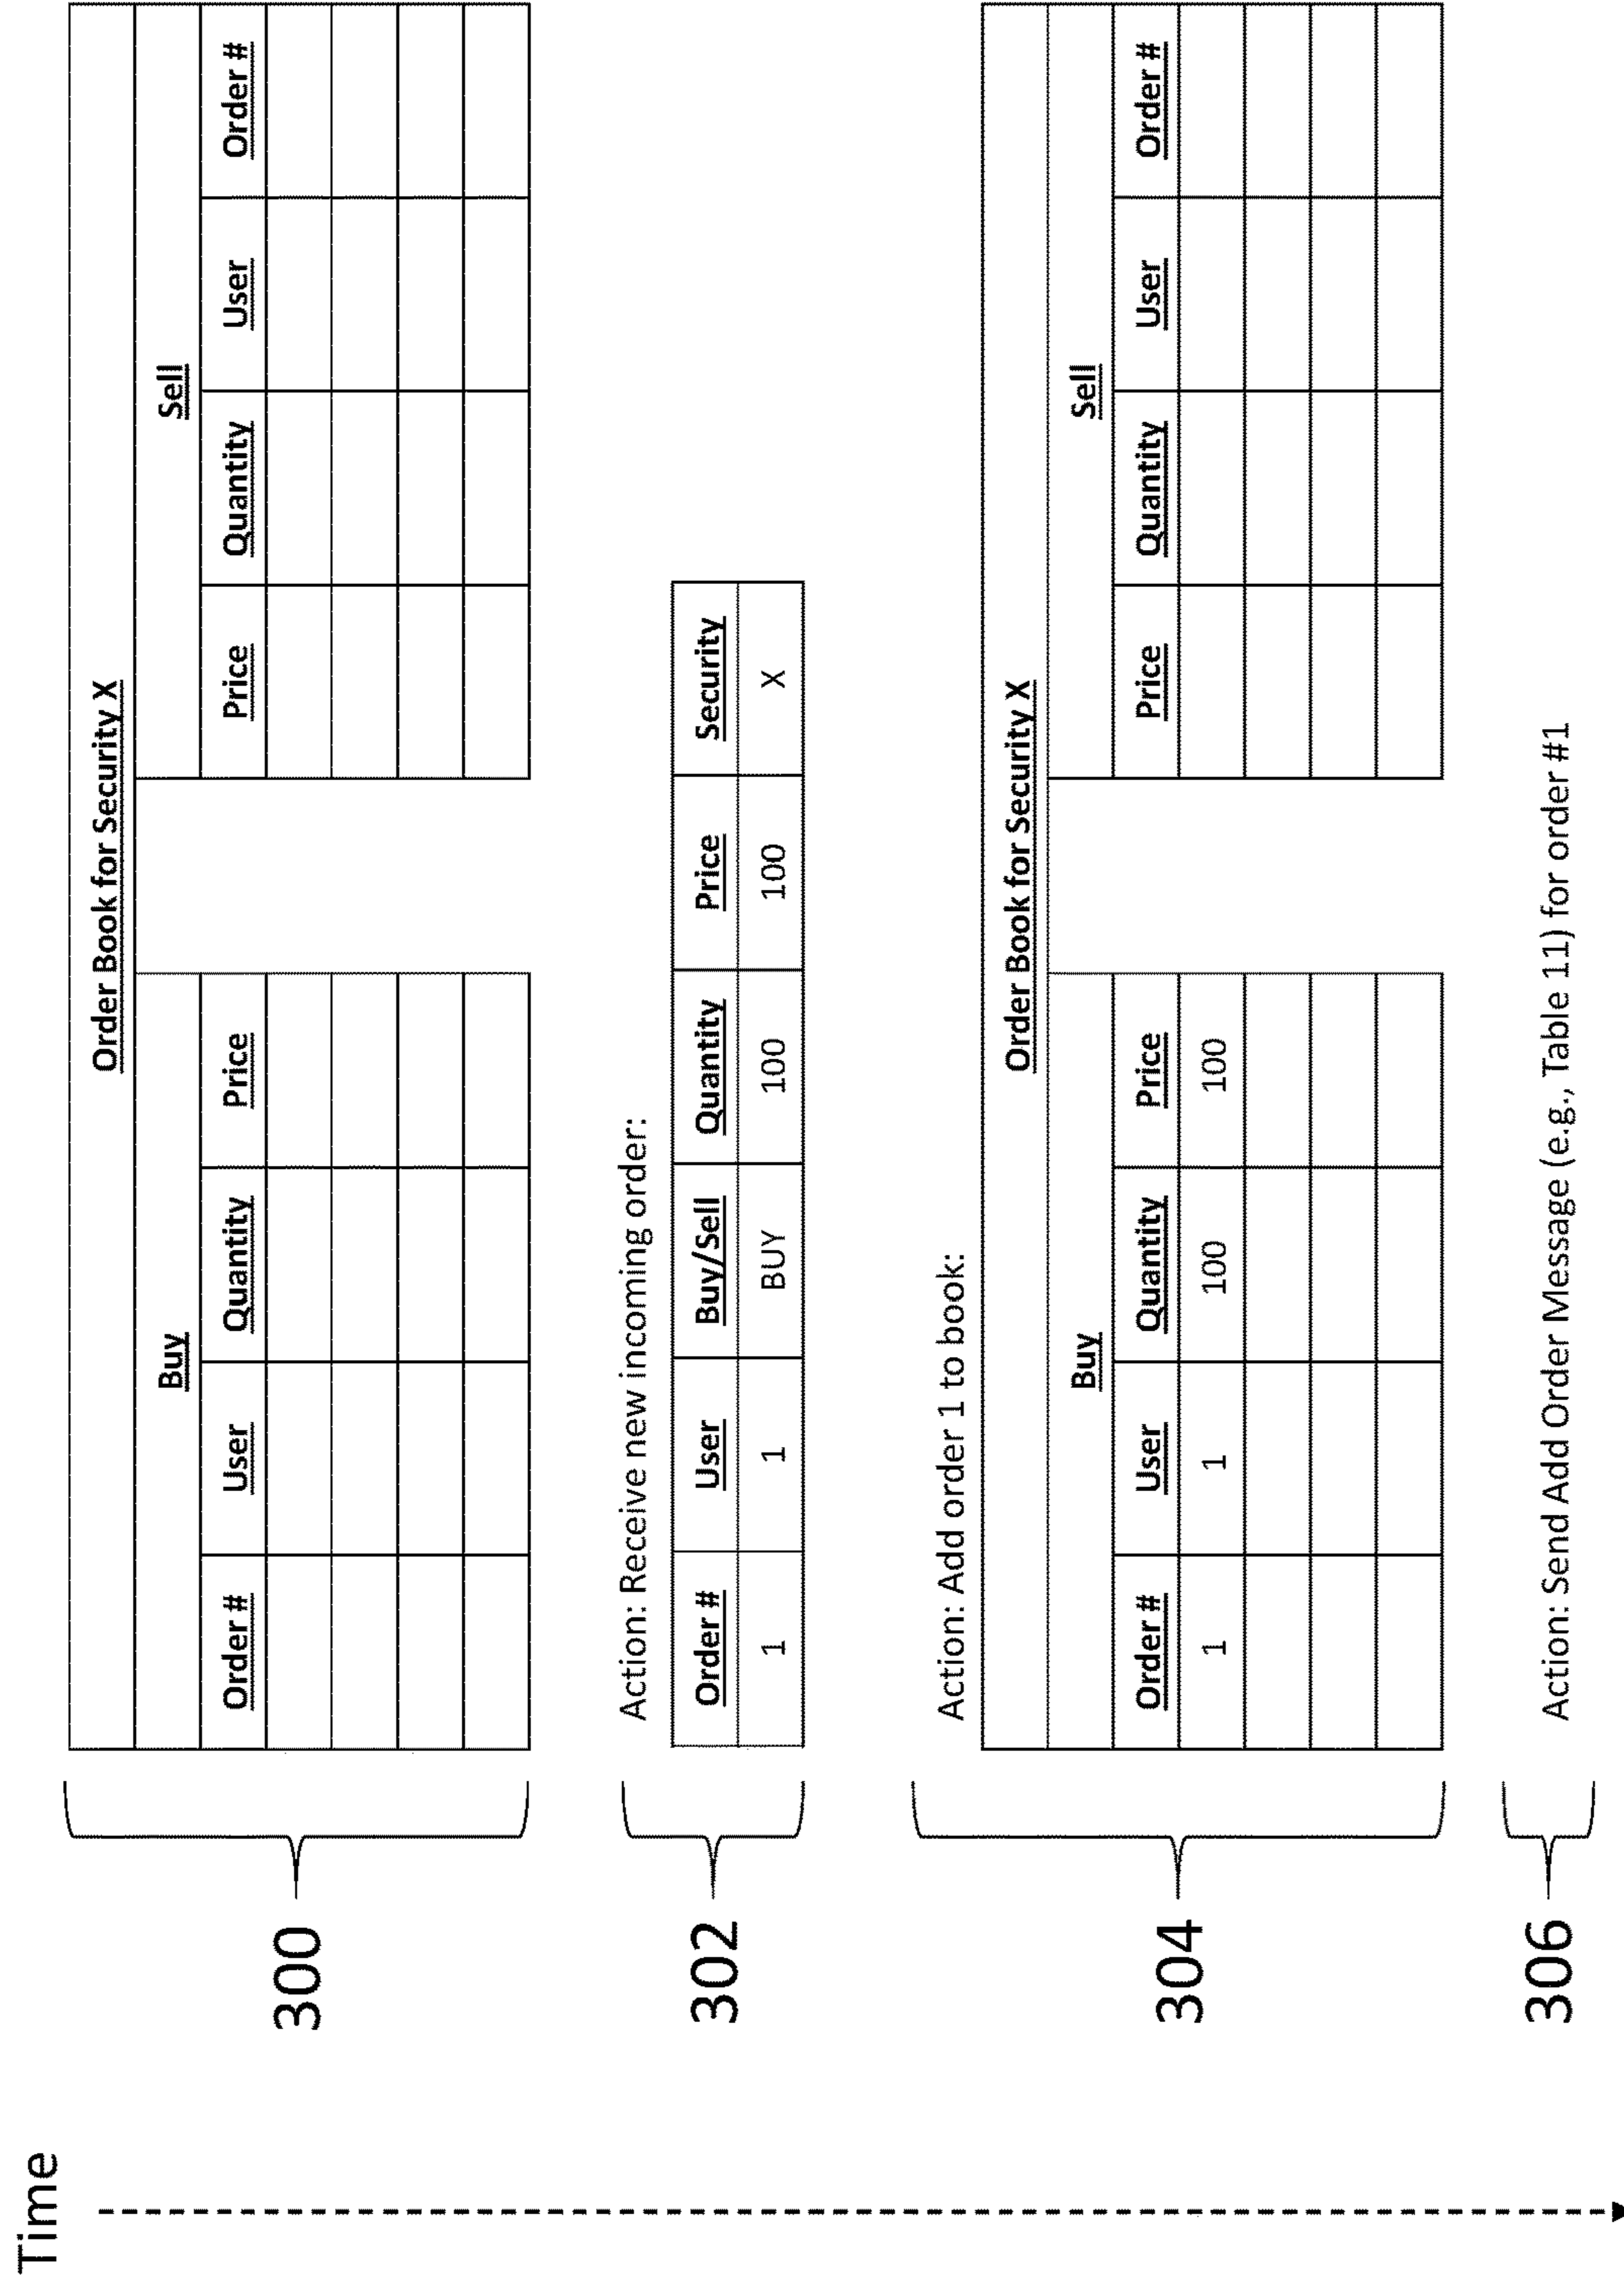 Time
300
Order Book for Security X
Buy Sell
Order # User Quantity Price Price Quantity User Order #
302
Action: Receive new incoming order:
Order # User Buy/Sell Quantity Price Security
1 1 BUY 100 100 X
304
Action: Add order 1 to book:
Order Book for Security X
Buy Sell
Order # User Quantity Price Price Quantity User Order #
1 1 100 100
306
Action: Send Add Order Message (e.g., Table 11) for order #1